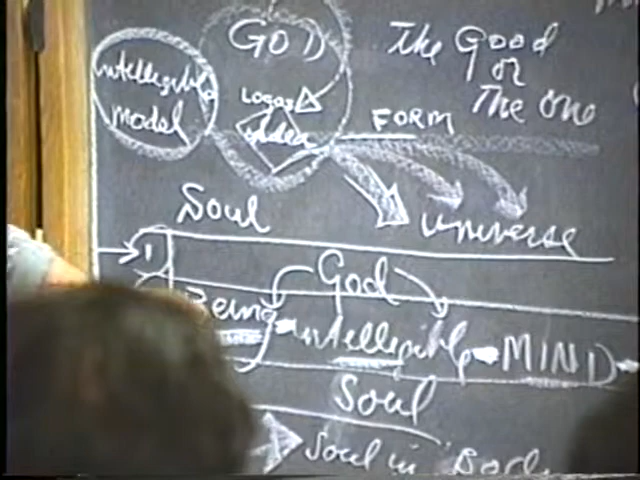 GOD
The Good
or
The One
intelligible
model
Logos
idea
FORM
Soul
universe
1
God
Being intelligible MIND
Soul
Soul in Body